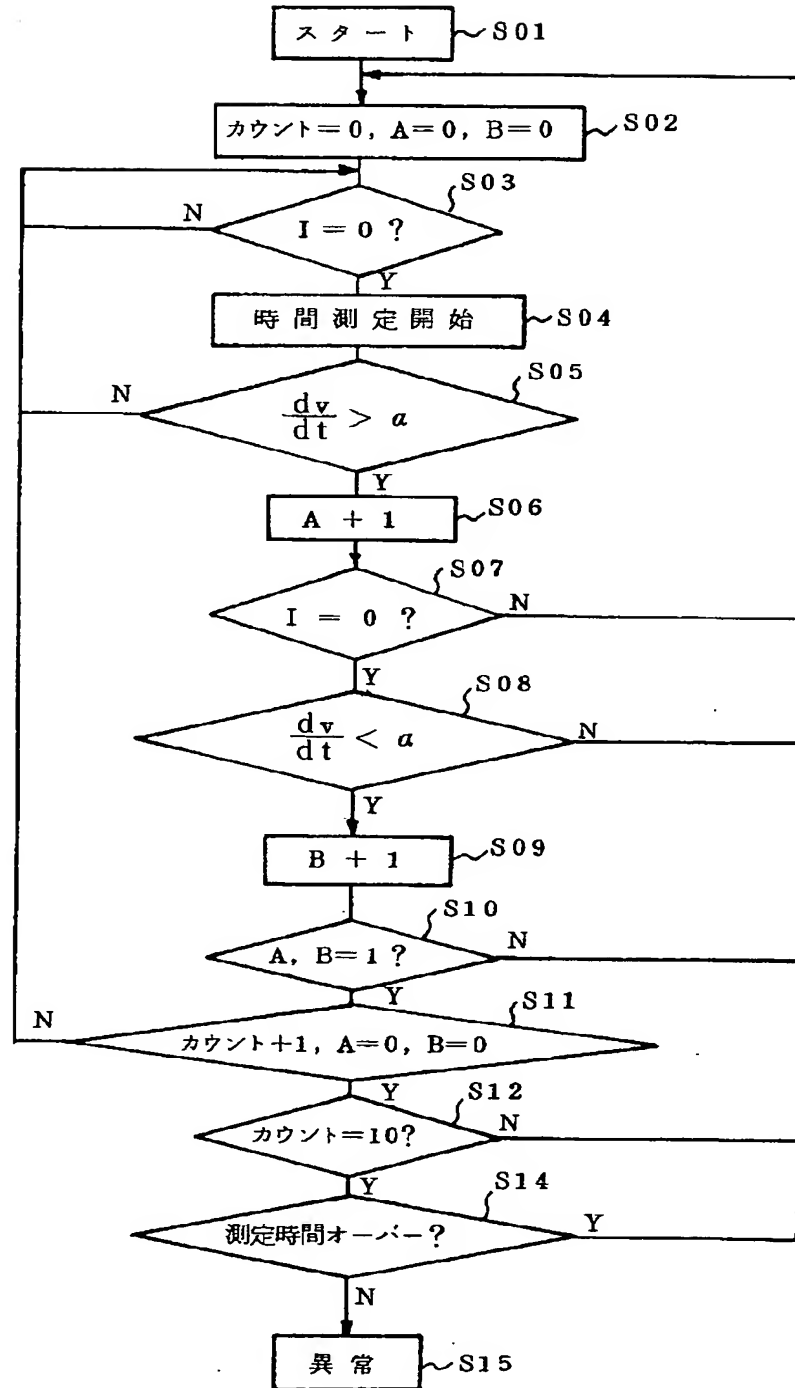 スタート S01
カウント=0, A=0, B=0 S02
S03
N
I = 0 ?
Y
時間測定開始 S04
S05
N
dv/dt > a
Y
A + 1 S06
S07
I = 0 ?
N
Y
S08
dv/dt < a
N
Y
B + 1 S09
S10
A, B=1?
N
Y
S11
N
カウント+1, A=0, B=0
Y
S12
カウント=10?
N
Y
S14
測定時間オーバー?
Y
N
異常 S15